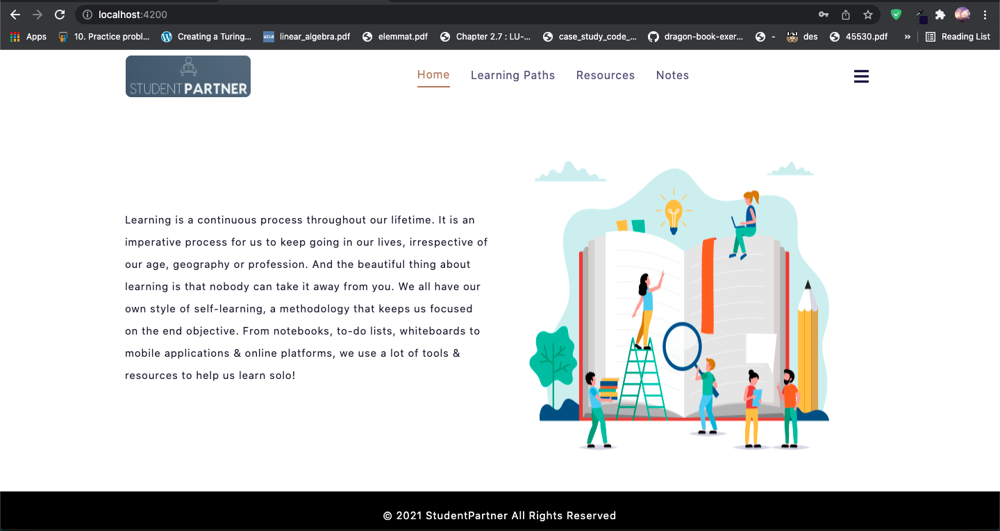 localhost:4200
Apps
10. Practice probl...
Creating a Turing...
UCLA
linear_algebra.pdf
elemmat.pdf
Chapter 2.7 : LU-...
case_study_code_...
dragon-book-exer...
-
des
45530.pdf
»
Reading List
STUDENTPARTNER
Home
Learning Paths
Resources
Notes
Learning is a continuous process throughout our lifetime. It is an
imperative process for us to keep going in our lives, irrespective of
our age, geography or profession. And the beautiful thing about
learning is that nobody can take it away from you. We all have our
own style of self-learning, a methodology that keeps us focused
on the end objective. From notebooks, to-do lists, whiteboards to
mobile applications & online platforms, we use a lot of tools &
resources to help us learn solo!
© 2021 StudentPartner All Rights Reserved